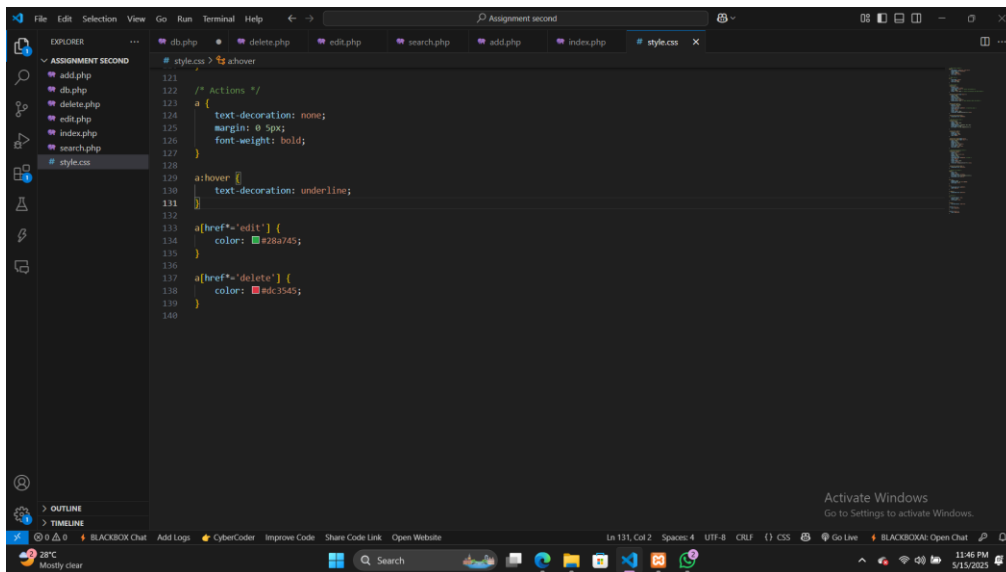 File Edit Selection View Go Run Terminal Help
Assignment second
EXPLORER
db.php
delete.php
edit.php
search.php
add.php
index.php
# style.css
ASSIGNMENT SECOND
add.php
db.php
delete.php
edit.php
index.php
search.php
# style.css
OUTLINE
TIMELINE
# style.css > a:hover
121
122 /* Actions */
123 a {
124 text-decoration: none;
125 margin: 0 5px;
126 font-weight: bold;
127 }
128
129 a:hover {
130 text-decoration: underline;
131 }
132
133 a[href*='edit'] {
134 color: #28a745;
135 }
136
137 a[href*='delete'] {
138 color: #dc3545;
139 }
140
Activate Windows
Go to Settings to activate Windows.
0 0 BLACKBOX Chat Add Logs CyberCoder Improve Code Share Code Link Open Website Ln 131, Col 2 Spaces: 4 UTF-8 CRLF {} CSS Go Live BLACKBOXAI: Open Chat
28°C
Mostly clear
Search
11:46 PM
5/15/2025